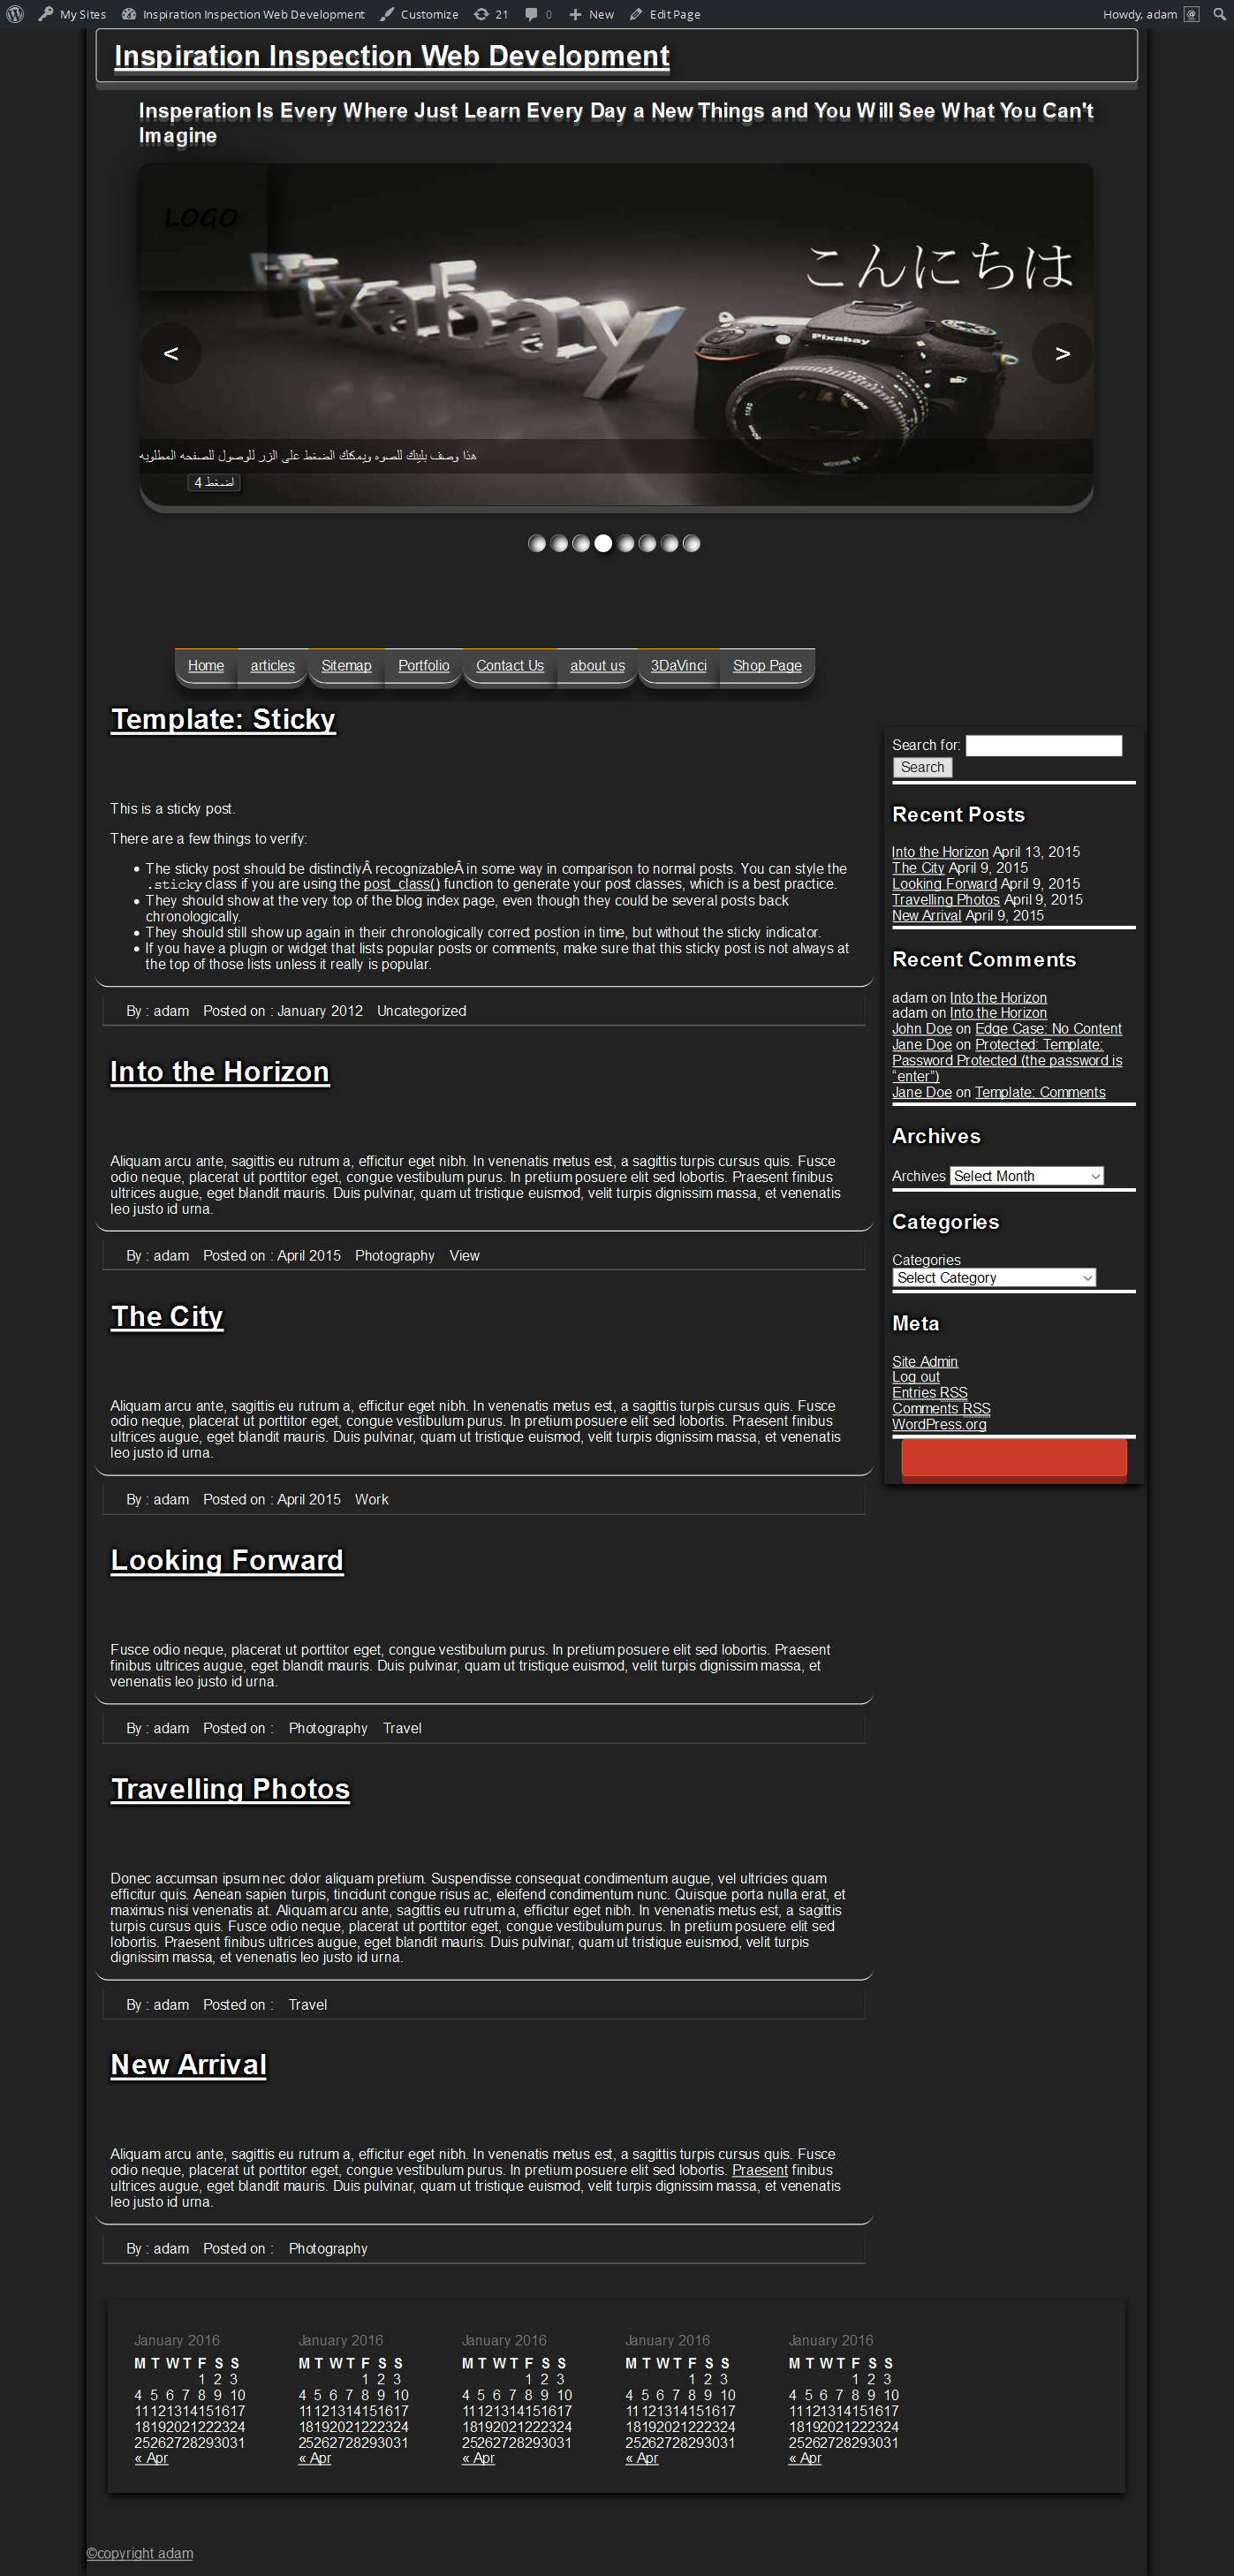 My Sites Inspiration Inspection Web Development Customize 21 0 New Edit Page Howdy, adam
Inspiration Inspection Web Development
Insperation Is Every Where Just Learn Every Day a New Things and You Will See What You Can't
Imagine
LOGO
Pixabay
こんにちは
Pixabay
< >
هذا وصف بليتك للصوه ويمكنك الضغط على الزر للوصول للصفحه المطلويه
اضغط 4
Home articles Sitemap Portfolio Contact Us about us 3DaVinci Shop Page
Template: Sticky
This is a sticky post.
There are a few things to verify:
The sticky post should be distinctlyÂ recognizableÂ in some way in comparison to normal posts. You can style the
.sticky class if you are using the post_class() function to generate your post classes, which is a best practice.
They should show at the very top of the blog index page, even though they could be several posts back
chronologically.
They should still show up again in their chronologically correct postion in time, but without the sticky indicator.
If you have a plugin or widget that lists popular posts or comments, make sure that this sticky post is not always at
the top of those lists unless it really is popular.
By : adam Posted on : January 2012 Uncategorized
Into the Horizon
Aliquam arcu ante, sagittis eu rutrum a, efficitur eget nibh. In venenatis metus est, a sagittis turpis cursus quis. Fusce
odio neque, placerat ut porttitor eget, congue vestibulum purus. In pretium posuere elit sed lobortis. Praesent finibus
ultrices augue, eget blandit mauris. Duis pulvinar, quam ut tristique euismod, velit turpis dignissim massa, et venenatis
leo justo id urna.
By : adam Posted on : April 2015 Photography View
The City
Aliquam arcu ante, sagittis eu rutrum a, efficitur eget nibh. In venenatis metus est, a sagittis turpis cursus quis. Fusce
odio neque, placerat ut porttitor eget, congue vestibulum purus. In pretium posuere elit sed lobortis. Praesent finibus
ultrices augue, eget blandit mauris. Duis pulvinar, quam ut tristique euismod, velit turpis dignissim massa, et venenatis
leo justo id urna.
By : adam Posted on : April 2015 Work
Looking Forward
Fusce odio neque, placerat ut porttitor eget, congue vestibulum purus. In pretium posuere elit sed lobortis. Praesent
finibus ultrices augue, eget blandit mauris. Duis pulvinar, quam ut tristique euismod, velit turpis dignissim massa, et
venenatis leo justo id urna.
By : adam Posted on : Photography Travel
Travelling Photos
Donec accumsan ipsum nec dolor aliquam pretium. Suspendisse consequat condimentum augue, vel ultricies quam
efficitur quis. Aenean sapien turpis, tincidunt congue risus ac, eleifend condimentum nunc. Quisque porta nulla erat, et
maximus nisi venenatis at. Aliquam arcu ante, sagittis eu rutrum a, efficitur eget nibh. In venenatis metus est, a sagittis
turpis cursus quis. Fusce odio neque, placerat ut porttitor eget, congue vestibulum purus. In pretium posuere elit sed
lobortis. Praesent finibus ultrices augue, eget blandit mauris. Duis pulvinar, quam ut tristique euismod, velit turpis
dignissim massa, et venenatis leo justo id urna.
By : adam Posted on : Travel
New Arrival
Aliquam arcu ante, sagittis eu rutrum a, efficitur eget nibh. In venenatis metus est, a sagittis turpis cursus quis. Fusce
odio neque, placerat ut porttitor eget, congue vestibulum purus. In pretium posuere elit sed lobortis. Praesent finibus
ultrices augue, eget blandit mauris. Duis pulvinar, quam ut tristique euismod, velit turpis dignissim massa, et venenatis
leo justo id urna.
By : adam Posted on : Photography
Search for:
Search
Recent Posts
Into the Horizon April 13, 2015
The City April 9, 2015
Looking Forward April 9, 2015
Travelling Photos April 9, 2015
New Arrival April 9, 2015
Recent Comments
adam on Into the Horizon
adam on Into the Horizon
John Doe on Edge Case: No Content
Jane Doe on Protected: Template:
Password Protected (the password is
“enter”)
Jane Doe on Template: Comments
Archives
Archives Select Month
Categories
Categories
Select Category
Meta
Site Admin
Log out
Entries RSS
Comments RSS
WordPress.org
January 2016 January 2016 January 2016 January 2016 January 2016
M T W T F S S M T W T F S S M T W T F S S M T W T F S S M T W T F S S
1 2 3 1 2 3 1 2 3 1 2 3 1 2 3
4 5 6 7 8 9 10 4 5 6 7 8 9 10 4 5 6 7 8 9 10 4 5 6 7 8 9 10 4 5 6 7 8 9 10
11121314151617 11121314151617 11121314151617 11121314151617 11121314151617
18192021222324 18192021222324 18192021222324 18192021222324 18192021222324
25262728293031 25262728293031 25262728293031 25262728293031 25262728293031
« Apr « Apr « Apr « Apr « Apr
©copyright adam